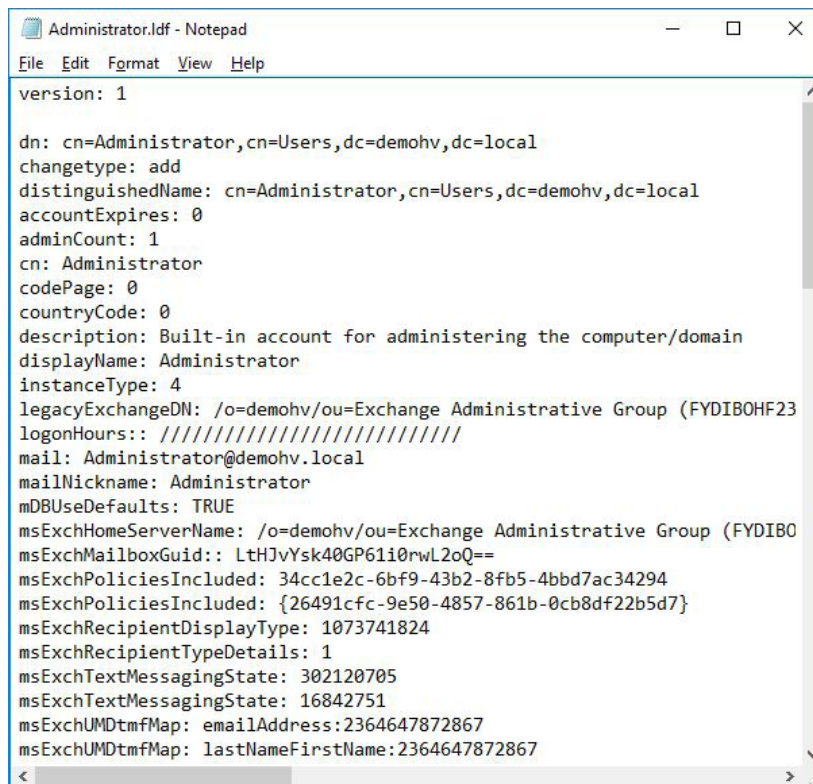 Administrator.ldf - Notepad
File Edit Format View Help
version: 1
dn: cn=Administrator,cn=Users,dc=demohv,dc=local
changetype: add
distinguishedName: cn=Administrator,cn=Users,dc=demohv,dc=local
accountExpires: 0
adminCount: 1
cn: Administrator
codePage: 0
countryCode: 0
description: Built-in account for administering the computer/domain
displayName: Administrator
instanceType: 4
legacyExchangeDN: /o=demohv/ou=Exchange Administrative Group (FYDIBOHF23
logonHours:: ////////////////////////////
mail: Administrator@demohv.local
mailNickname: Administrator
mDBUseDefaults: TRUE
msExchHomeServerName: /o=demohv/ou=Exchange Administrative Group (FYDIBO
msExchMailboxGuid:: LtHJvYsk40GP61i0rwL2oQ==
msExchPoliciesIncluded: 34cc1e2c-6bf9-43b2-8fb5-4bbd7ac34294
msExchPoliciesIncluded: {26491cfc-9e50-4857-861b-0cb8df22b5d7}
msExchRecipientDisplayType: 1073741824
msExchRecipientTypeDetails: 1
msExchTextMessagingState: 302120705
msExchTextMessagingState: 16842751
msExchUMDtmfMap: emailAddress:2364647872867
msExchUMDtmfMap: lastNameFirstName:2364647872867